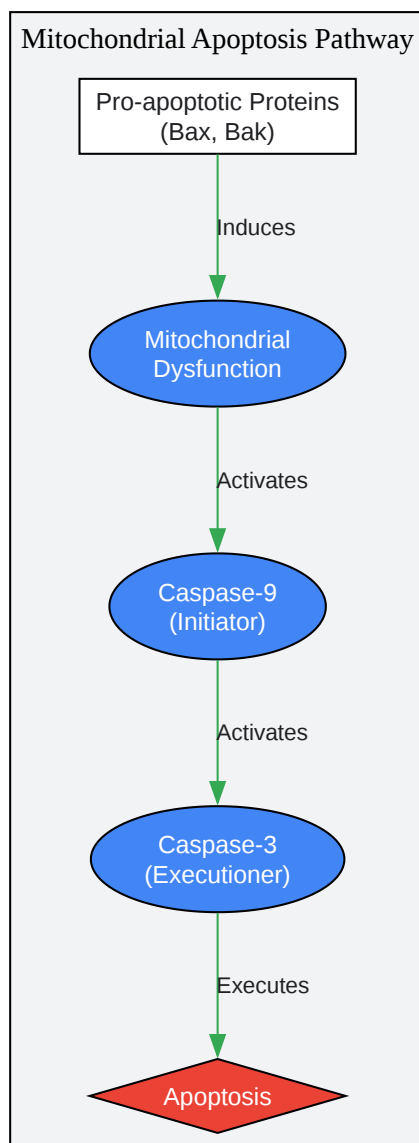 Mitochondrial Apoptosis Pathway
Pro-apoptotic Proteins
(Bax, Bak)
Induces
Mitochondrial
Dysfunction
Activates
Caspase-9
(Initiator)
Activates
Caspase-3
(Executioner)
Executes
Apoptosis